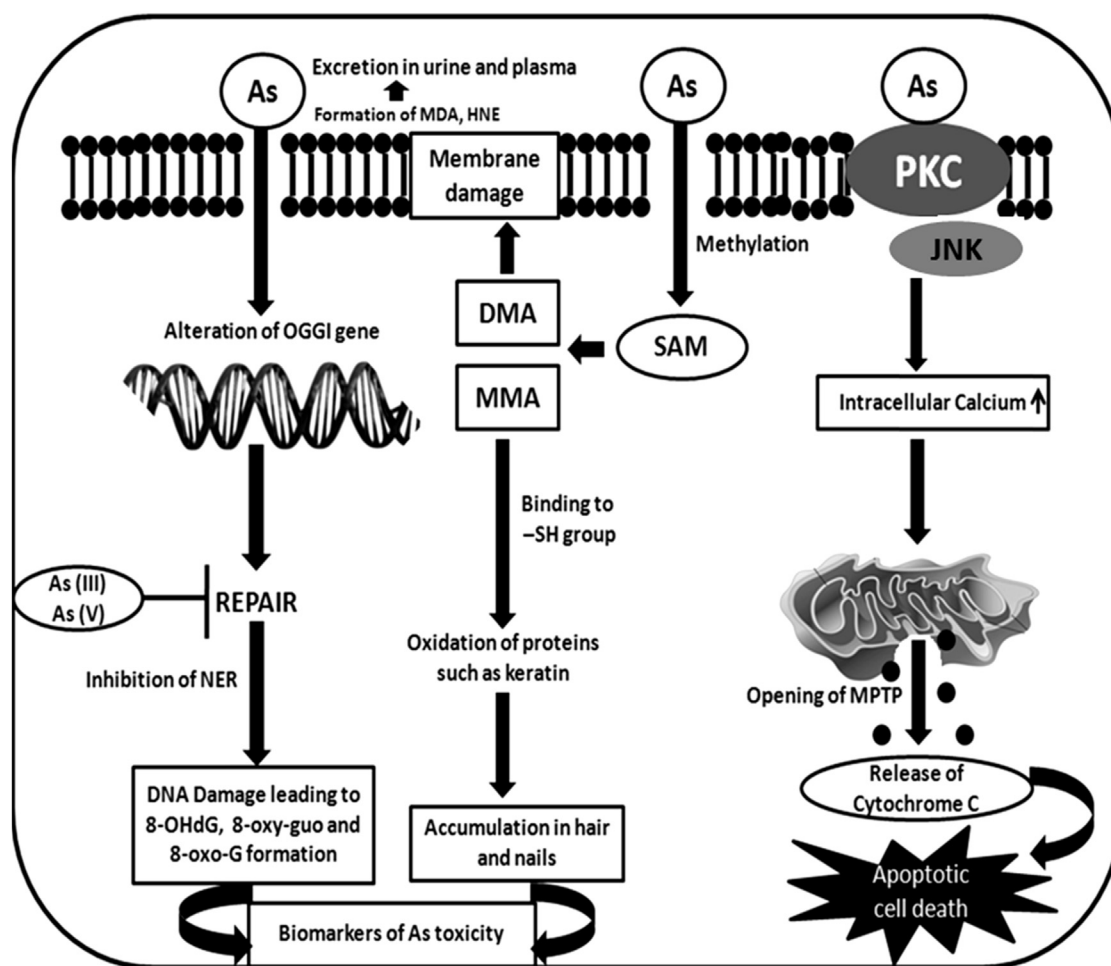 As
Excretion in urine and plasma
Formation of MDA, HNE
Membrane
damage
As
Methylation
As
PKC
JNK
Alteration of OGGI gene
DMA
MMA
SAM
Intracellular Calcium
Binding to
–SH group
As (III)
As (V)
REPAIR
Inhibition of NER
Oxidation of proteins
such as keratin
Opening of MPTP
DNA Damage leading to
8-OHdG, 8-oxy-guo and
8-oxo-G formation
Accumulation in hair
and nails
Release of
Cytochrome C
Apoptotic
cell death
Biomarkers of As toxicity